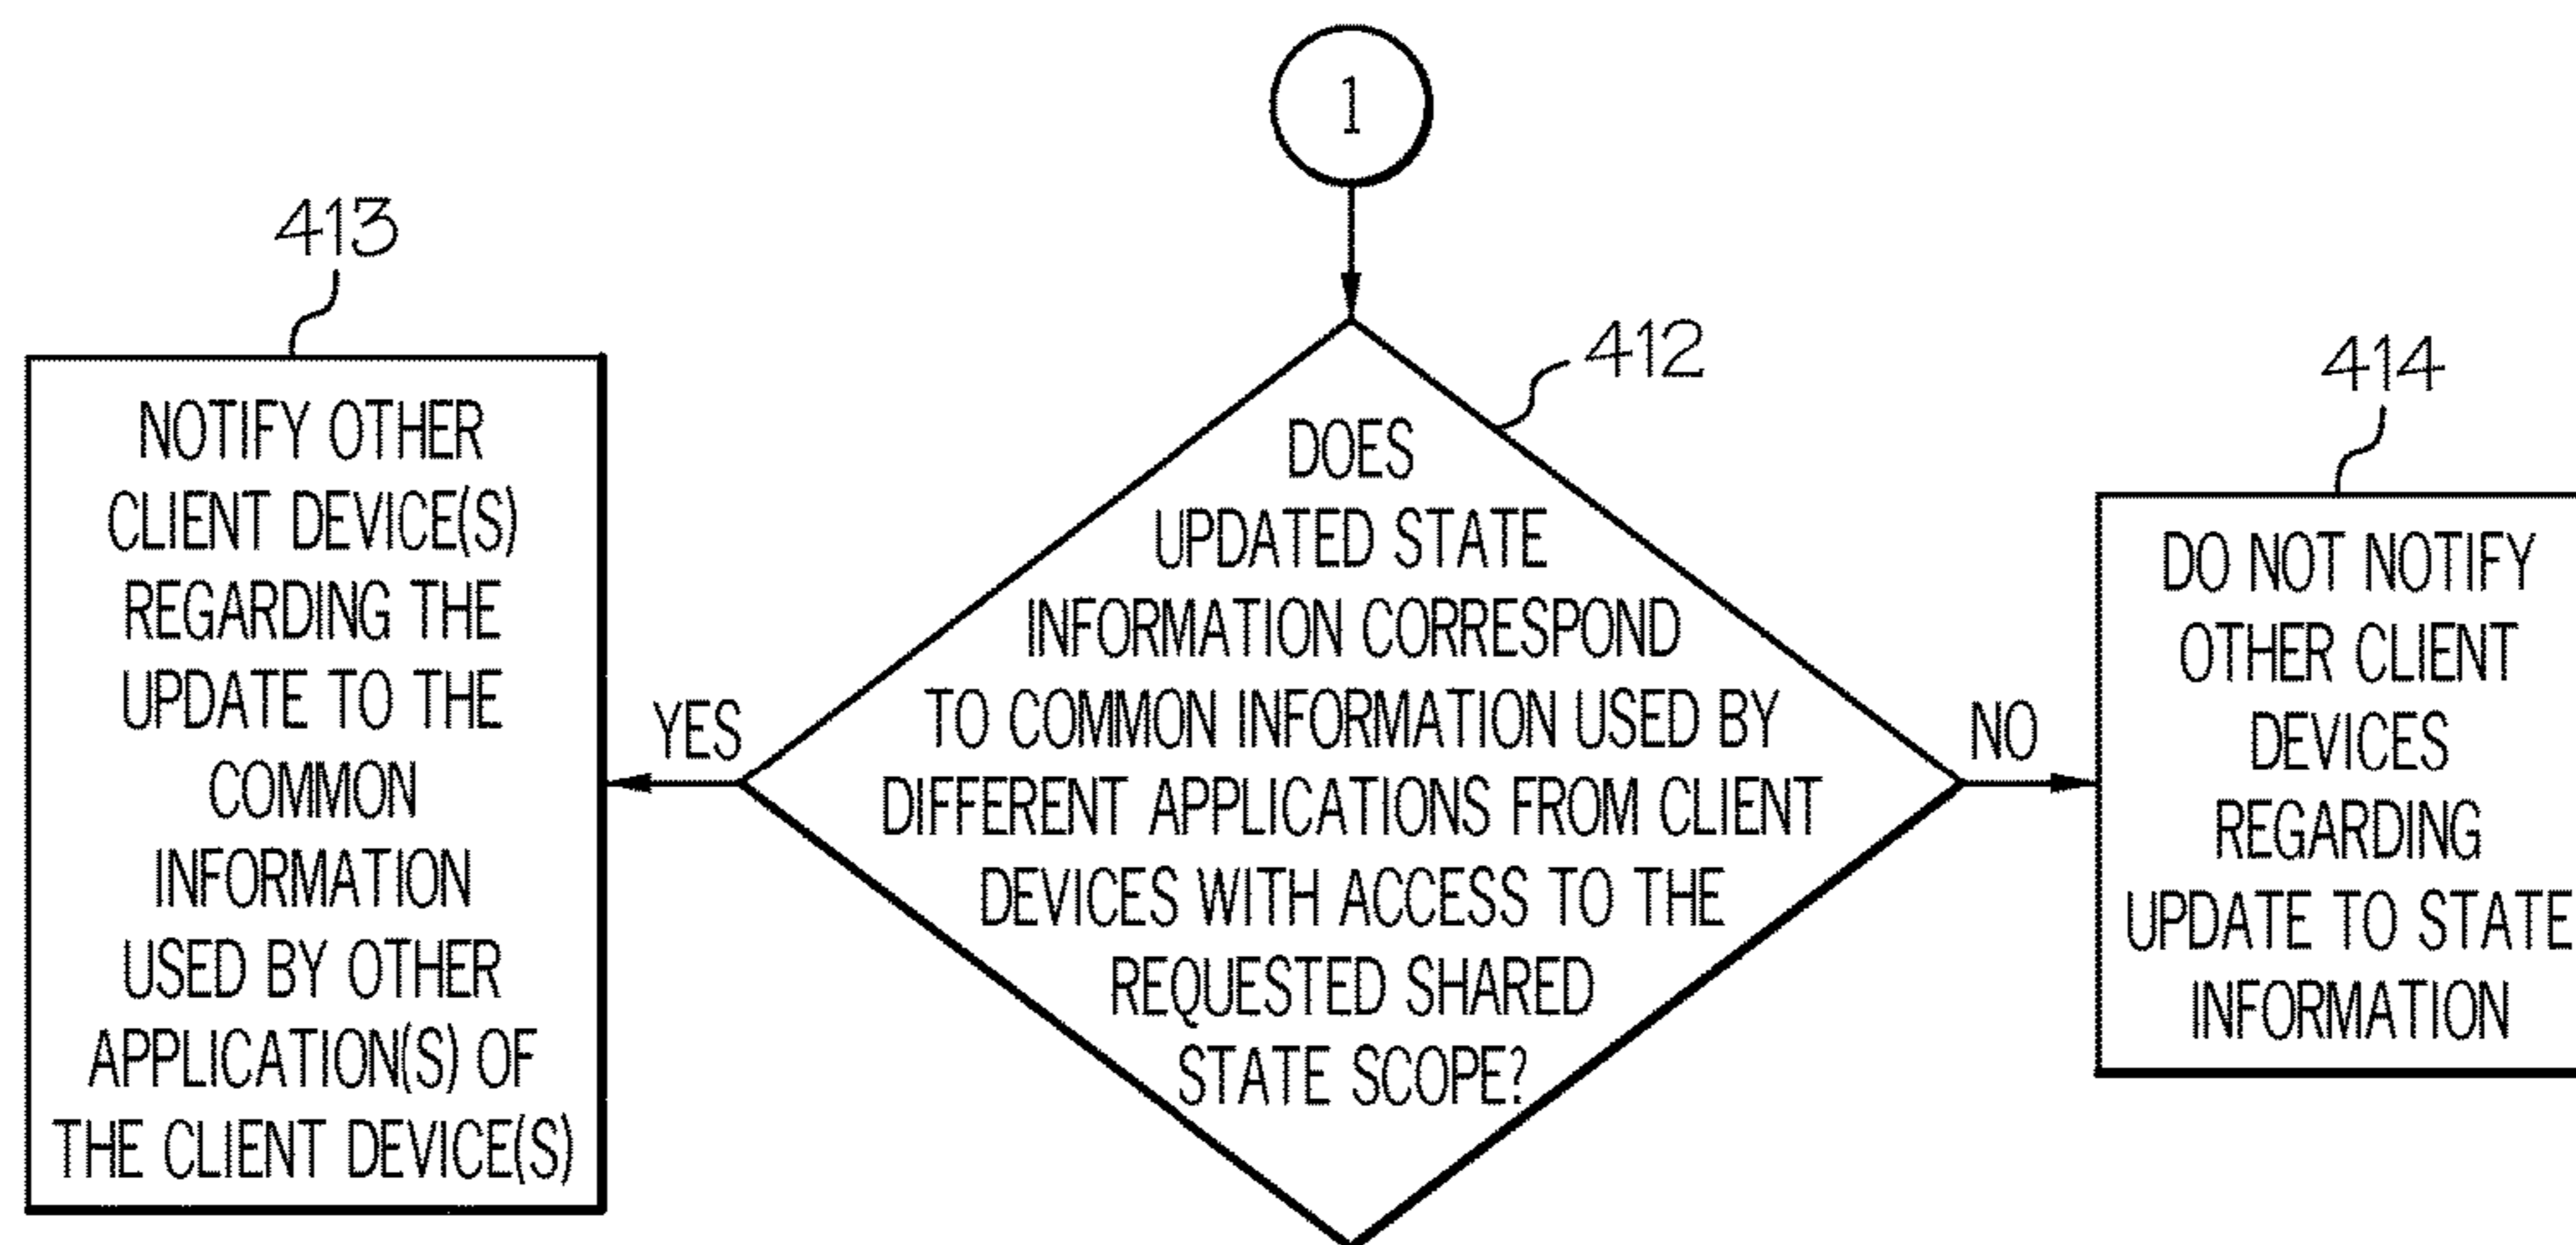 1
413
NOTIFY OTHER
CLIENT DEVICE(S)
REGARDING THE
UPDATE TO THE
COMMON
INFORMATION
USED BY OTHER
APPLICATION(S) OF
THE CLIENT DEVICE(S)
YES
412
DOES
UPDATED STATE
INFORMATION CORRESPOND
TO COMMON INFORMATION USED BY
DIFFERENT APPLICATIONS FROM CLIENT
DEVICES WITH ACCESS TO THE
REQUESTED SHARED
STATE SCOPE?
NO
414
DO NOT NOTIFY
OTHER CLIENT
DEVICES
REGARDING
UPDATE TO STATE
INFORMATION